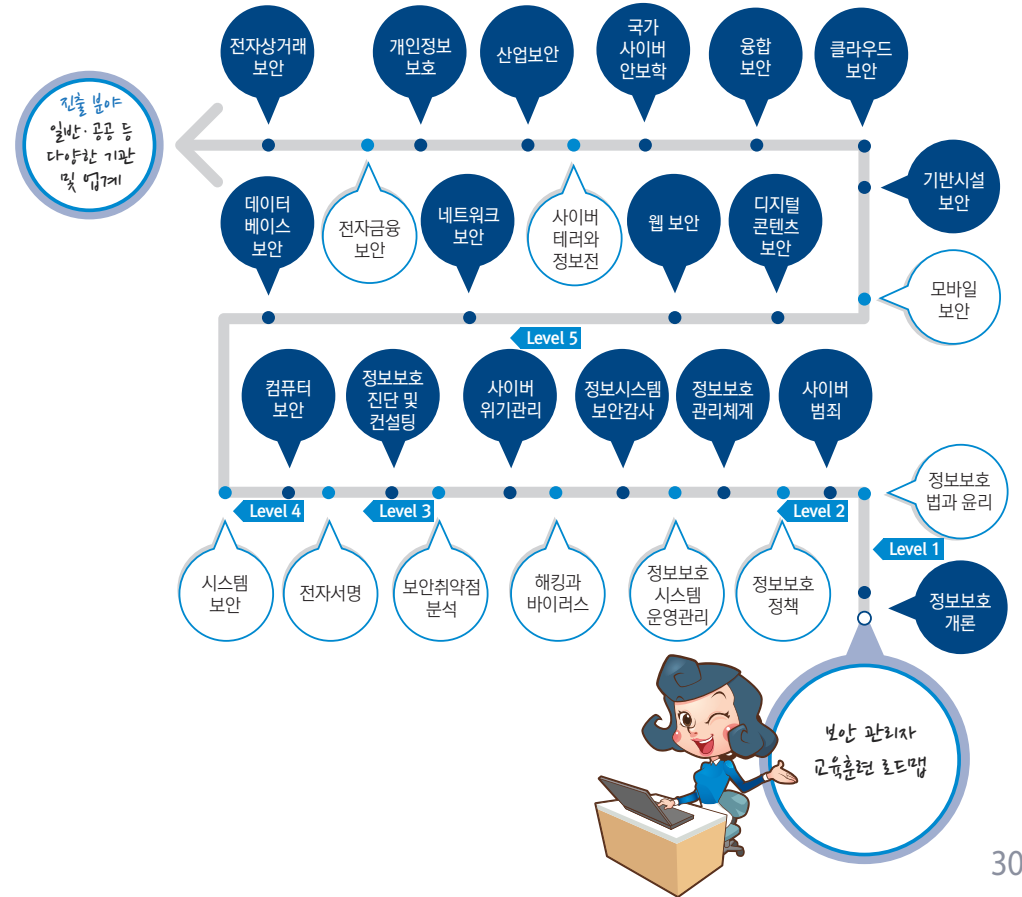 전자상거래
보안
개인정보
보호
산업보안
국가
사이버
안보학
융합
보안
클라우드
보안
진출 분야
일반·공공 등
다양한 기관
및 업계
기반시설
보안
데이터
베이스
보안
전자금융
보안
네트워크
보안
사이버
테러와
정보전
웹 보안
디지털
콘텐츠
보안
모바일
보안
Level 5
컴퓨터
보안
정보보호
진단 및
컨설팅
사이버
위기관리
정보시스템
보안감사
정보보호
관리체계
사이버
범죄
정보보호
법과 윤리
Level 4
Level 3
Level 2
Level 1
시스템
보안
전자서명
보안취약점
분석
해킹과
바이러스
정보보호
시스템
운영관리
정보보호
정책
정보보호
개론
보안 관리자
교육훈련 로드맵
30